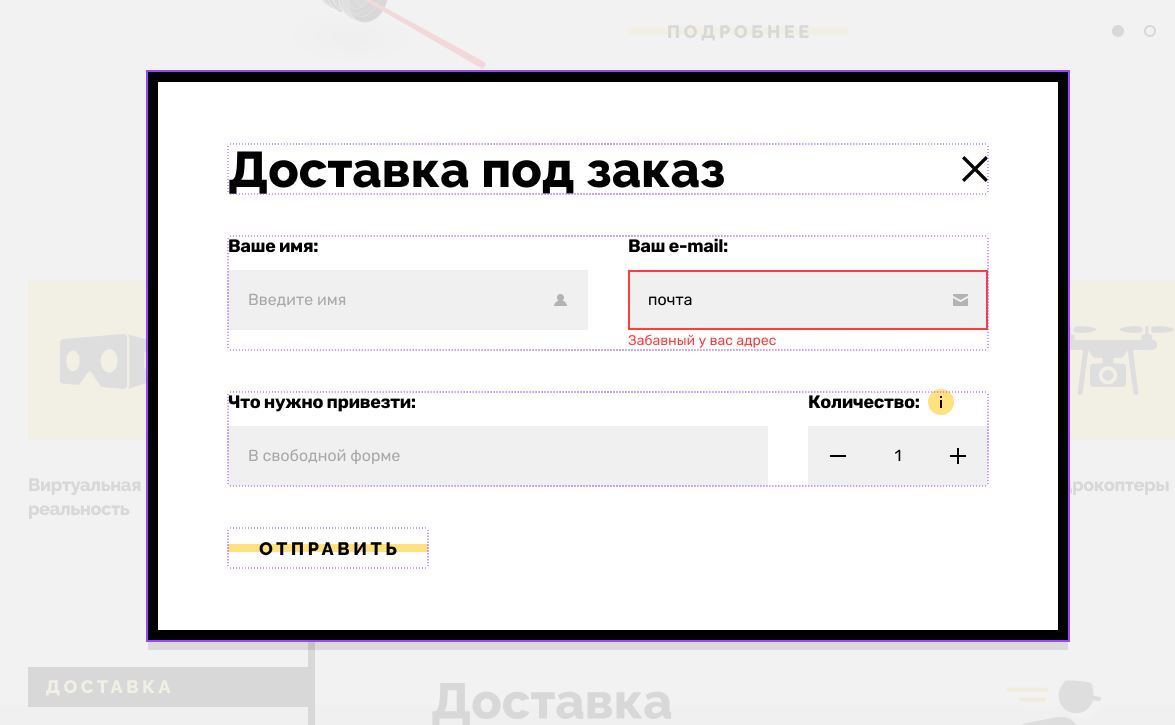 ПОДРОБНЕЕ
Доставка под заказ
Ваше имя:
Ваш e-mail:
Введите имя
почта
Забавный у вас адрес
Что нужно привезти:
Количество:
i
В свободной форме
1
Виртуальная
реальность
рокоптеры
ОТПРАВИТЬ
ДОСТАВКА
Доставка